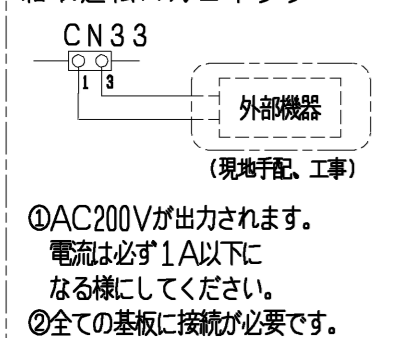 CN33
1 3
外部機器
(現地手配、工事)
①AC200Vが出力されます。
電流は必ず1A以下に
なる様にしてください。
②全ての基板に接続が必要です。